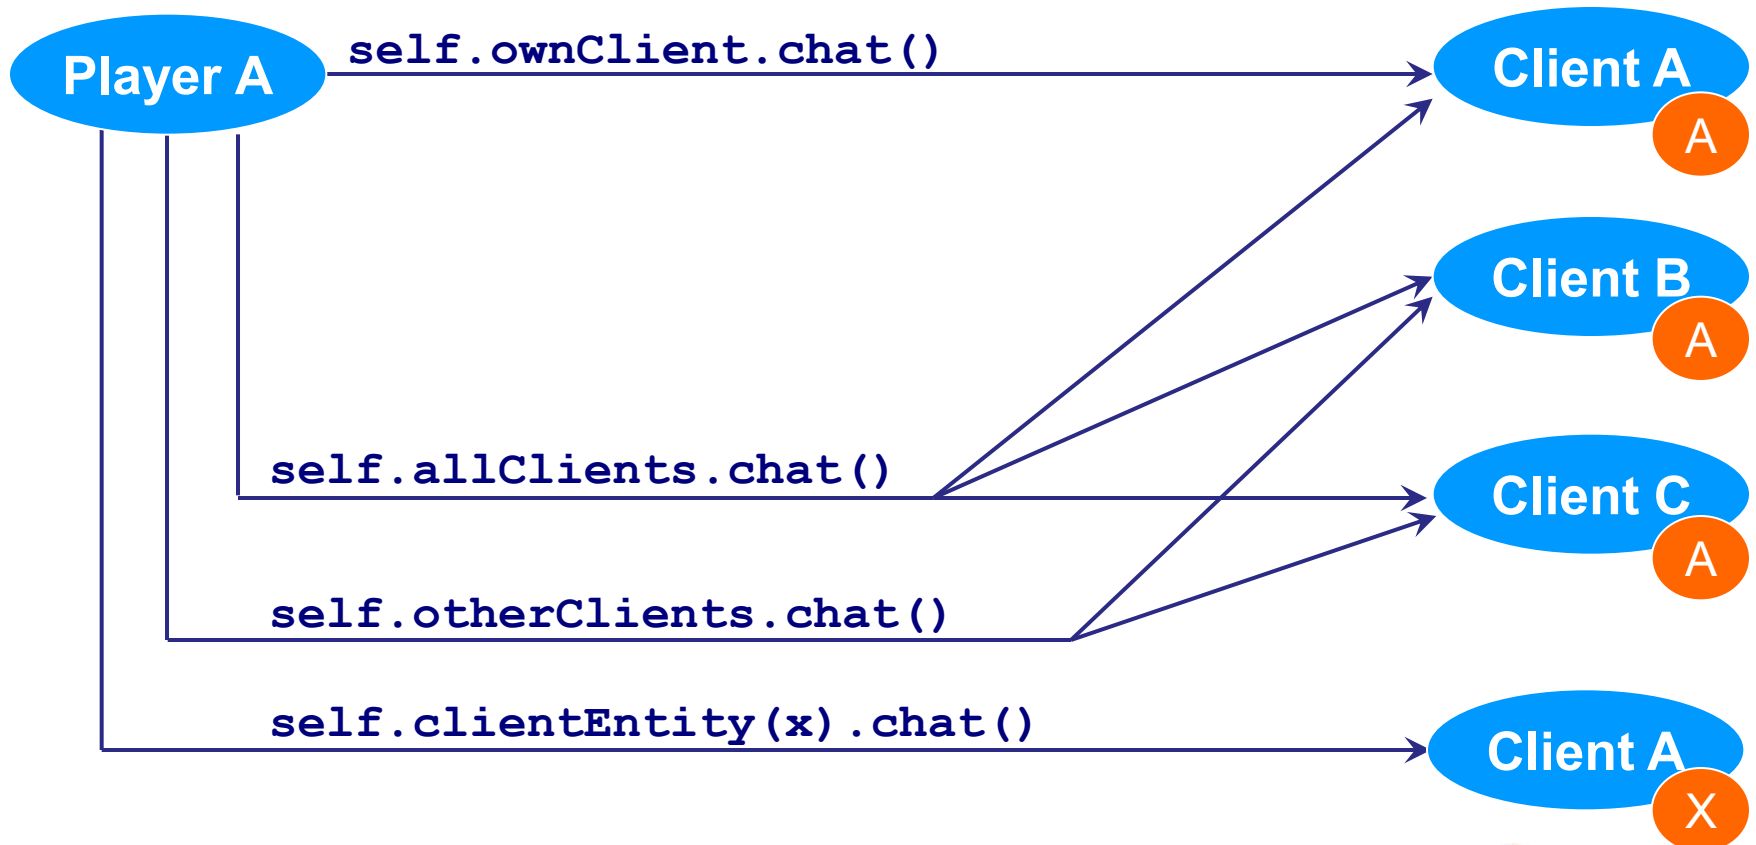 Player A
self.ownClient.chat()
Client A
A
Client B
A
self.allClients.chat()
Client C
A
self.otherClients.chat()
self.clientEntity(x).chat()
Client A
X